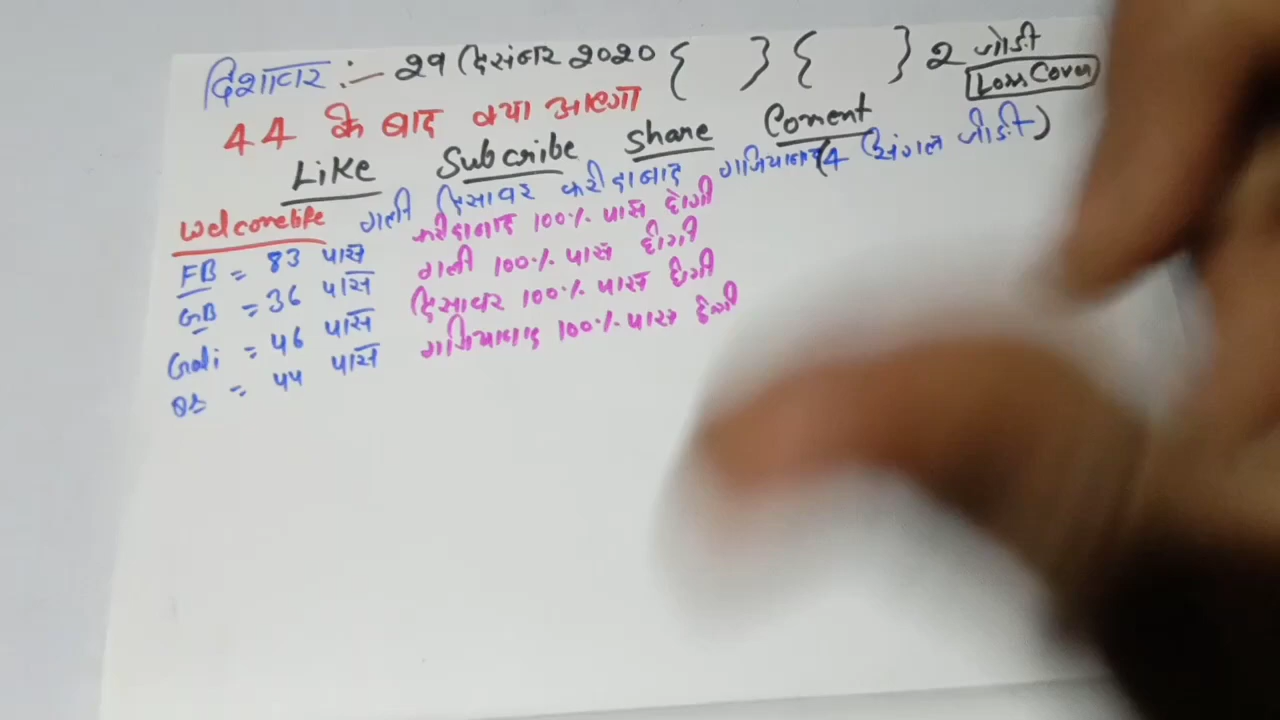 दिशावर :- 29 दिसंबर 2020 { } { } 2 जोडी
Loss Cover
44 के बाद क्या आएगा
Like Subcribe Share Coment
Welcomelife गली दिसावर फरीदाबाद गाजियाबाद (4 सिंगल जोडी)
FB = 83 पास फरीदाबाद 100% पास होगी
GB = 36 पास गली 100% पास होगी
Gali = 46 पास दिसावर 100% पास होगी
DS = 44 पास गाजियाबाद 100% पास होगी